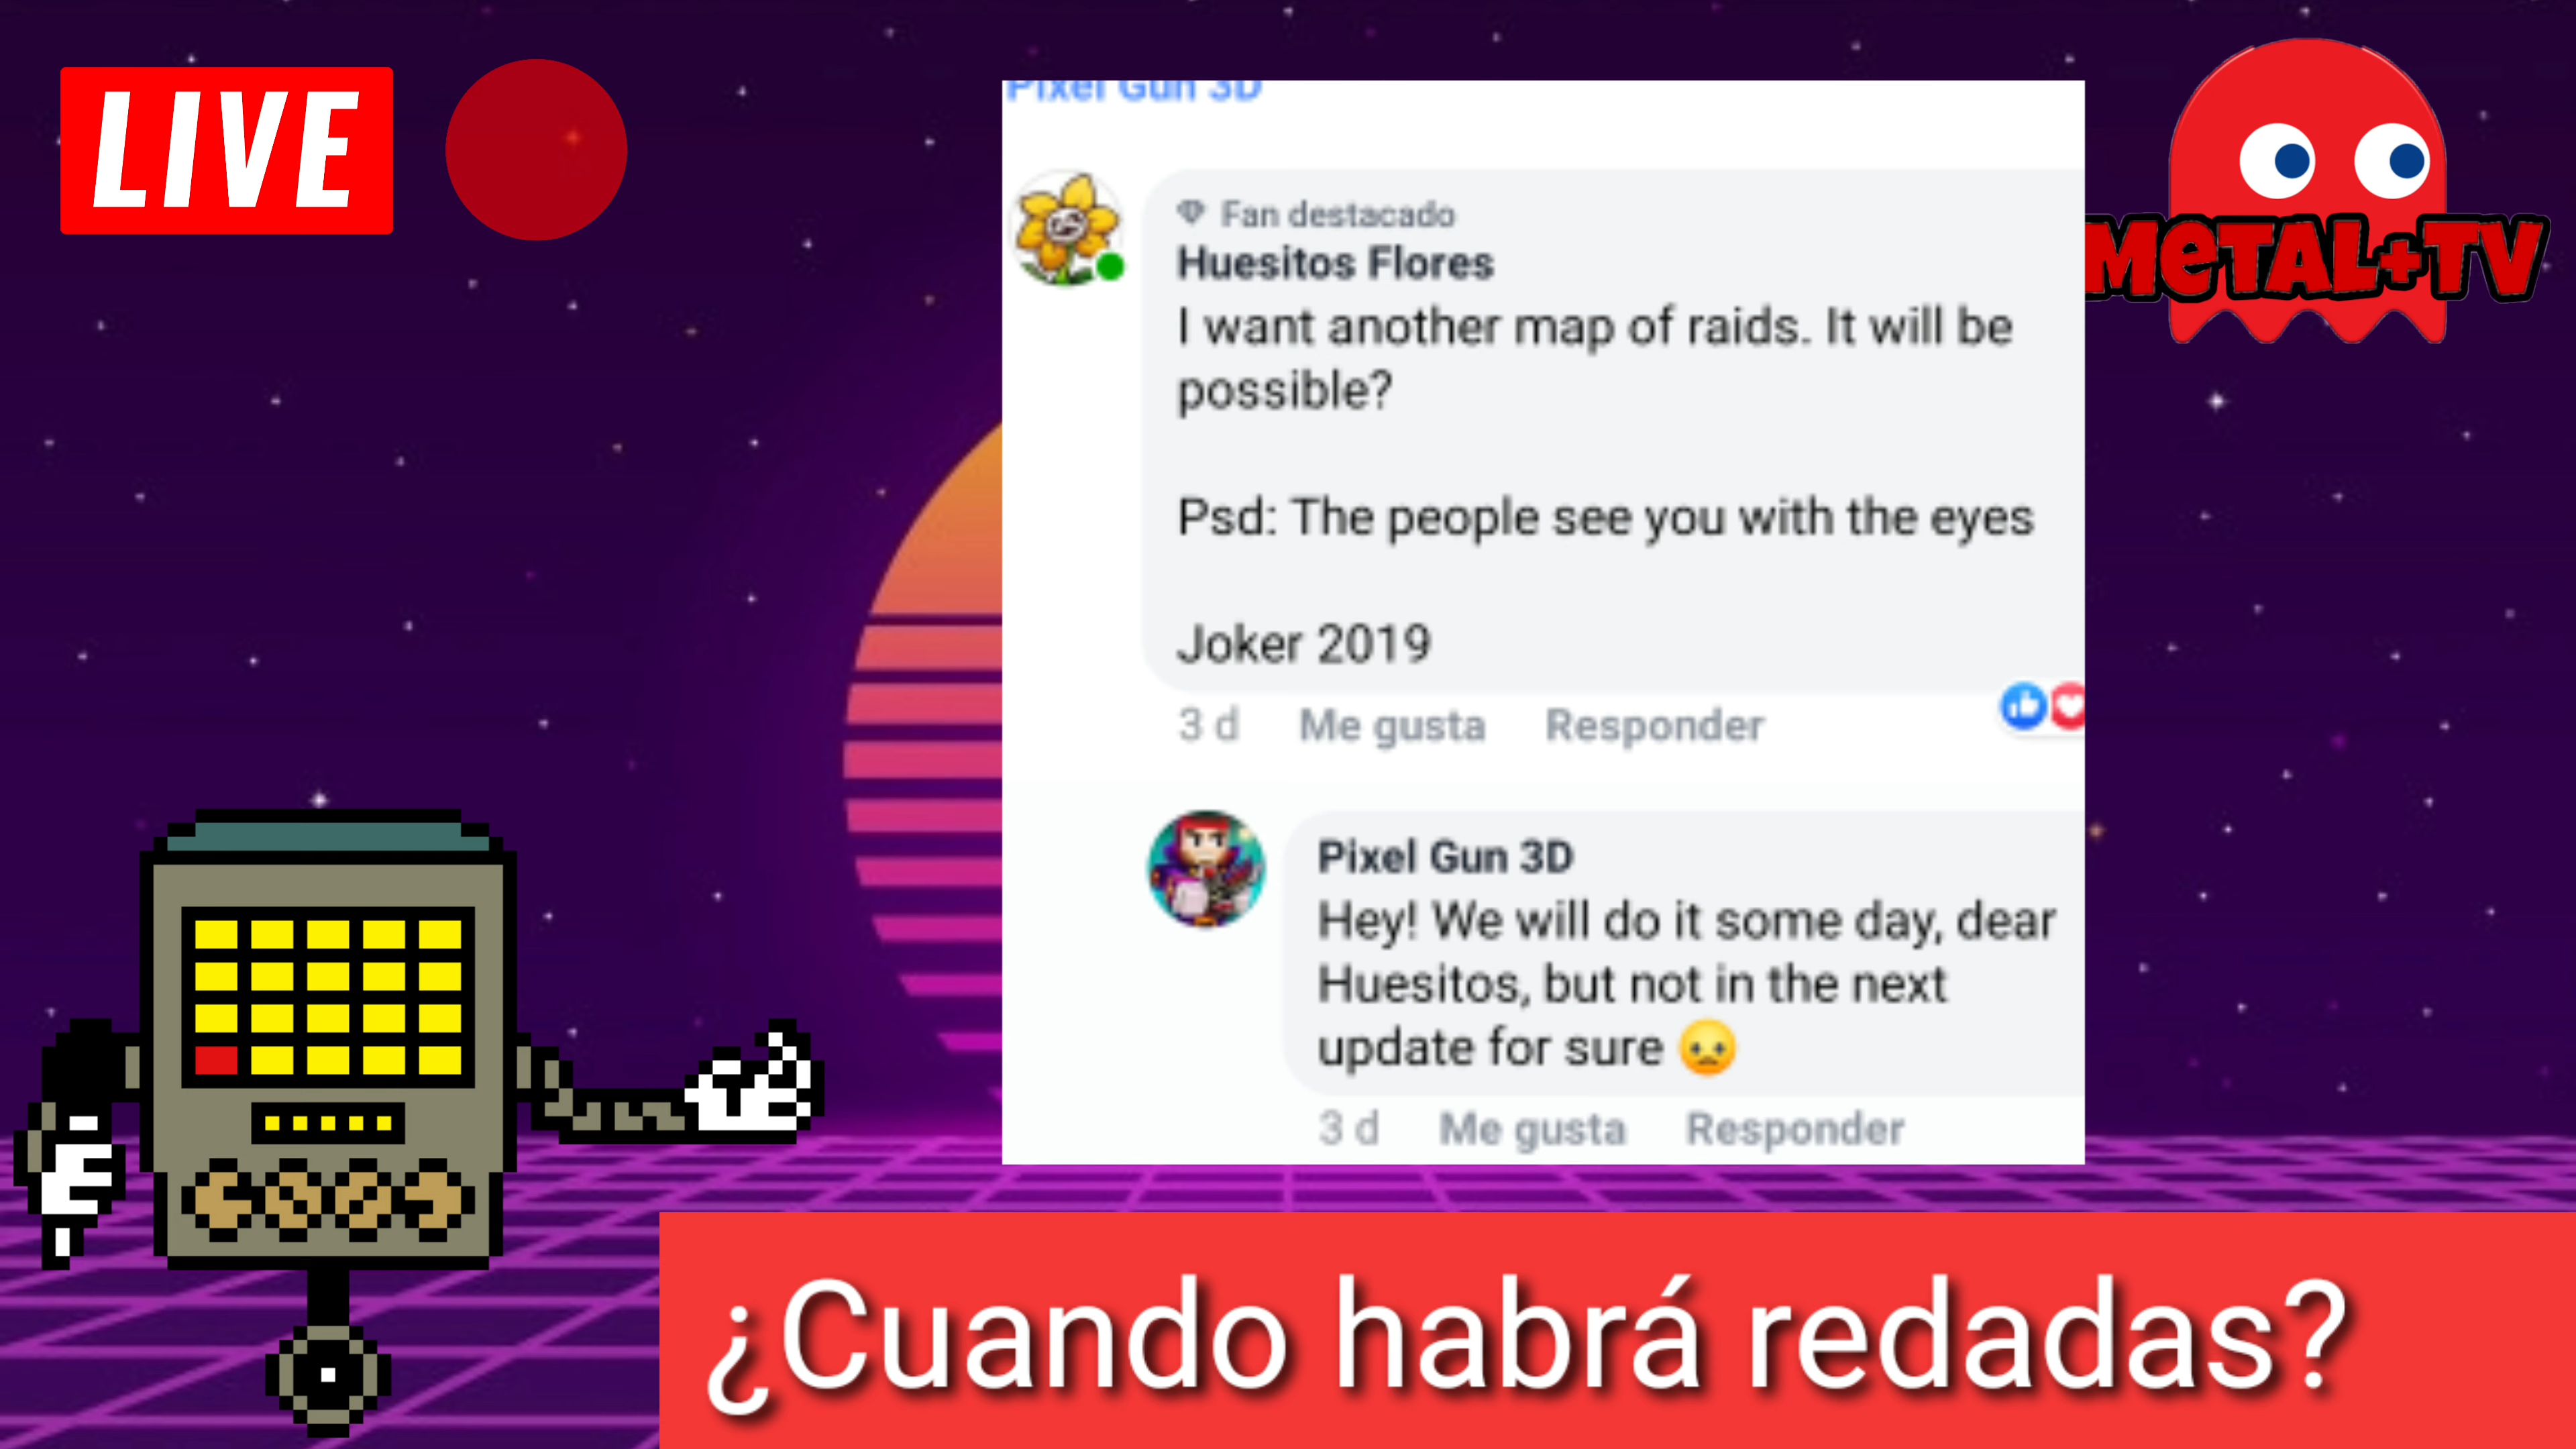 LIVE
Pixel Gun 3D
METAL+TV
Fan destacado
Huesitos Flores
I want another map of raids. It will be
possible?
Psd: The people see you with the eyes
Joker 2019
3 d Me gusta Responder
Pixel Gun 3D
Hey! We will do it some day, dear
Huesitos, but not in the next
update for sure 😞
3 d Me gusta Responder
¿Cuando habrá redadas?